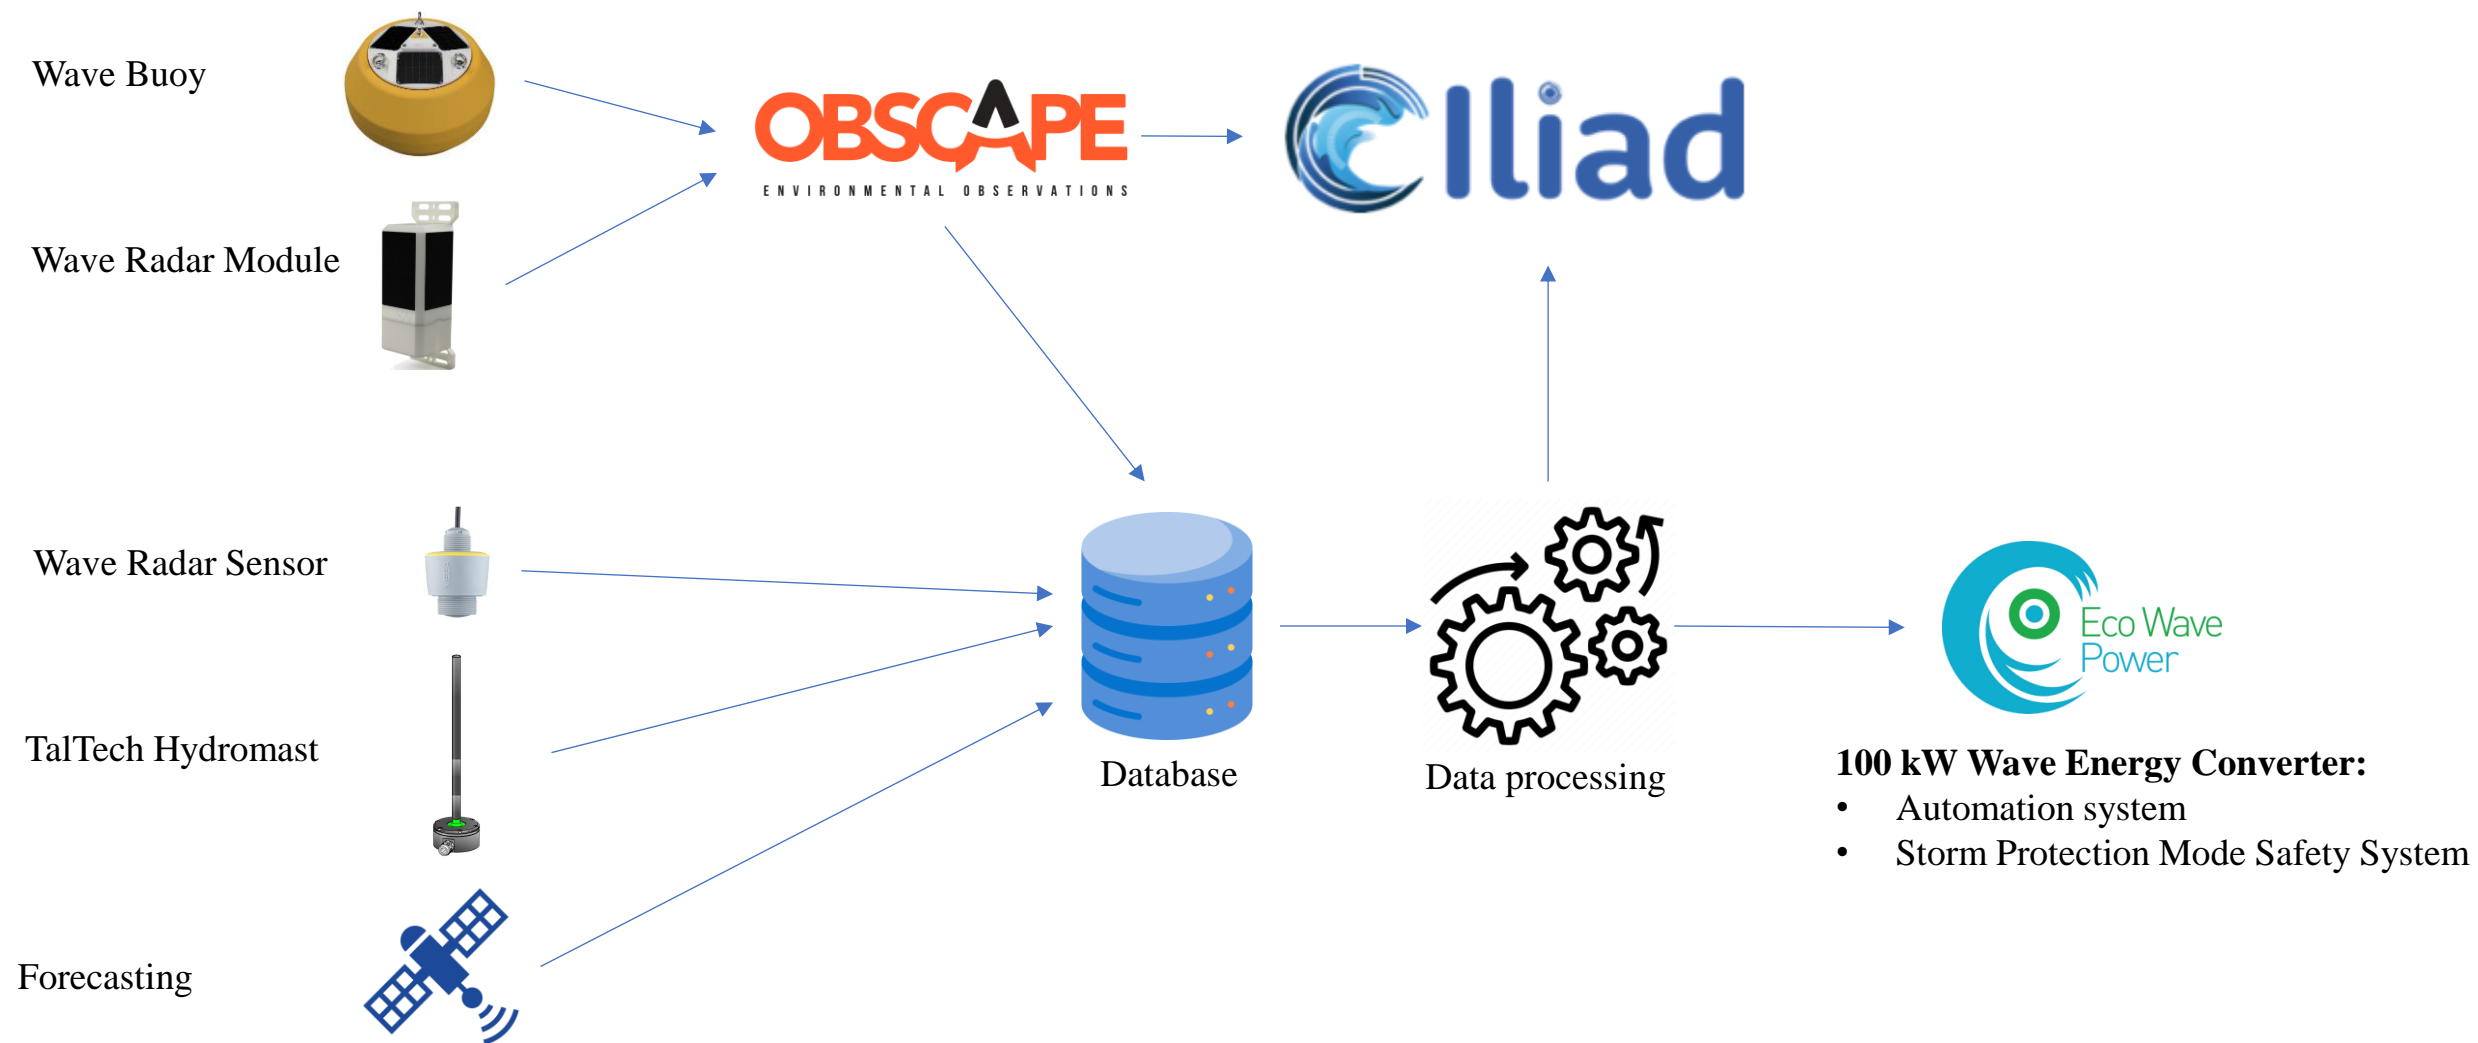 Wave Buoy
OBSCAPE
ENVIRONMENTAL OBSERVATIONS
Iliad
Wave Radar Module
Wave Radar Sensor
Eco Wave
Power
TalTech Hydromast
Database
Data processing
100 kW Wave Energy Converter:
• Automation system
• Storm Protection Mode Safety System
Forecasting